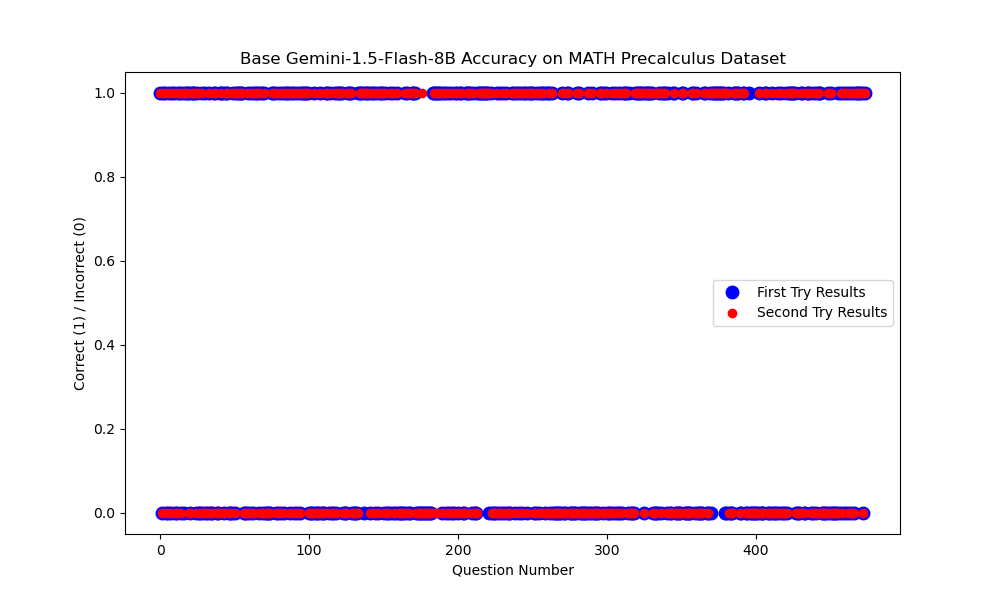 Base Gemini-1.5-Flash-8B Accuracy on MATH Precalculus Dataset
Correct (1) / Incorrect (0)
1.0
0.8
0.6
0.4
0.2
0.0
First Try Results
Second Try Results
0 100 200 300 400
Question Number